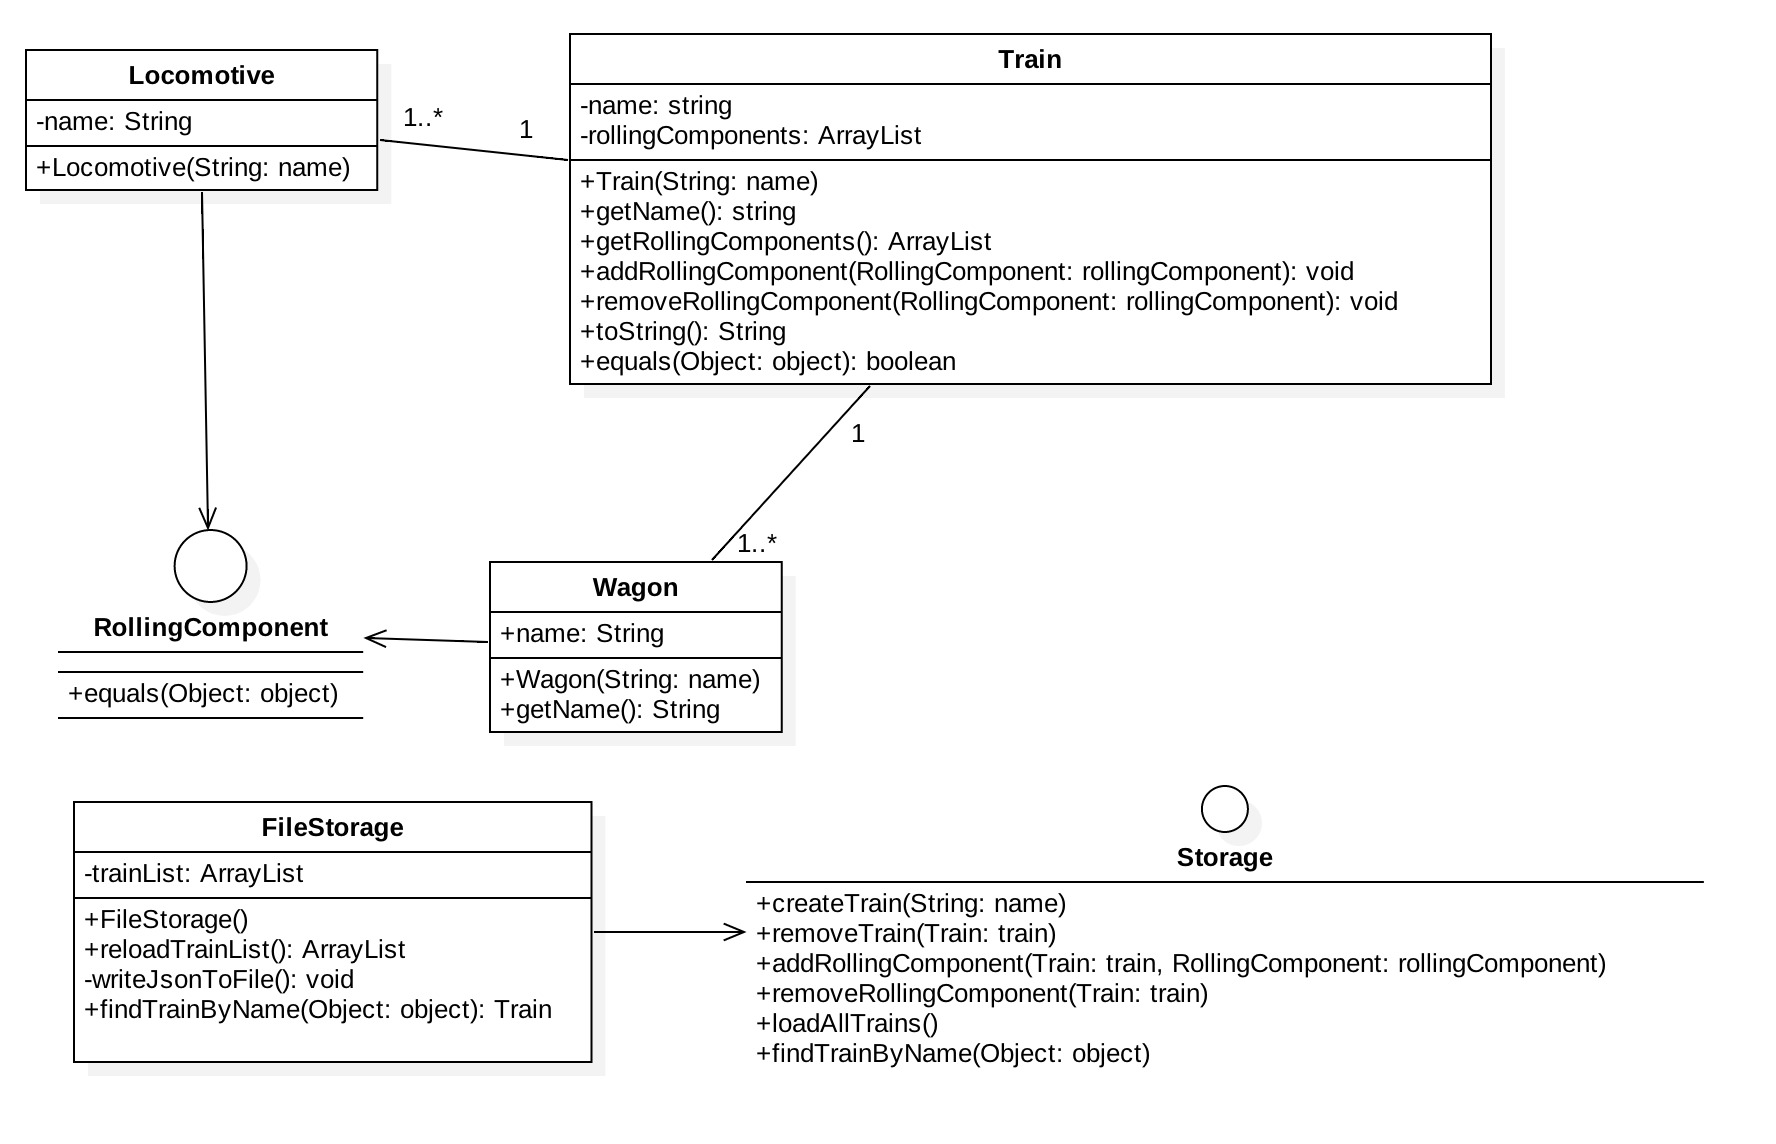 Locomotive
-name: String
+Locomotive(String: name)
1..*
1
Train
-name: string
-rollingComponents: ArrayList
+Train(String: name)
+getName(): string
+getRollingComponents(): ArrayList
+addRollingComponent(RollingComponent: rollingComponent): void
+removeRollingComponent(RollingComponent: rollingComponent): void
+toString(): String
+equals(Object: object): boolean
1
1..*
RollingComponent
+equals(Object: object)
Wagon
+name: String
+Wagon(String: name)
+getName(): String
FileStorage
-trainList: ArrayList
+FileStorage()
+reloadTrainList(): ArrayList
-writeJsonToFile(): void
+findTrainByName(Object: object): Train
Storage
+createTrain(String: name)
+removeTrain(Train: train)
+addRollingComponent(Train: train, RollingComponent: rollingComponent)
+removeRollingComponent(Train: train)
+loadAllTrains()
+findTrainByName(Object: object)